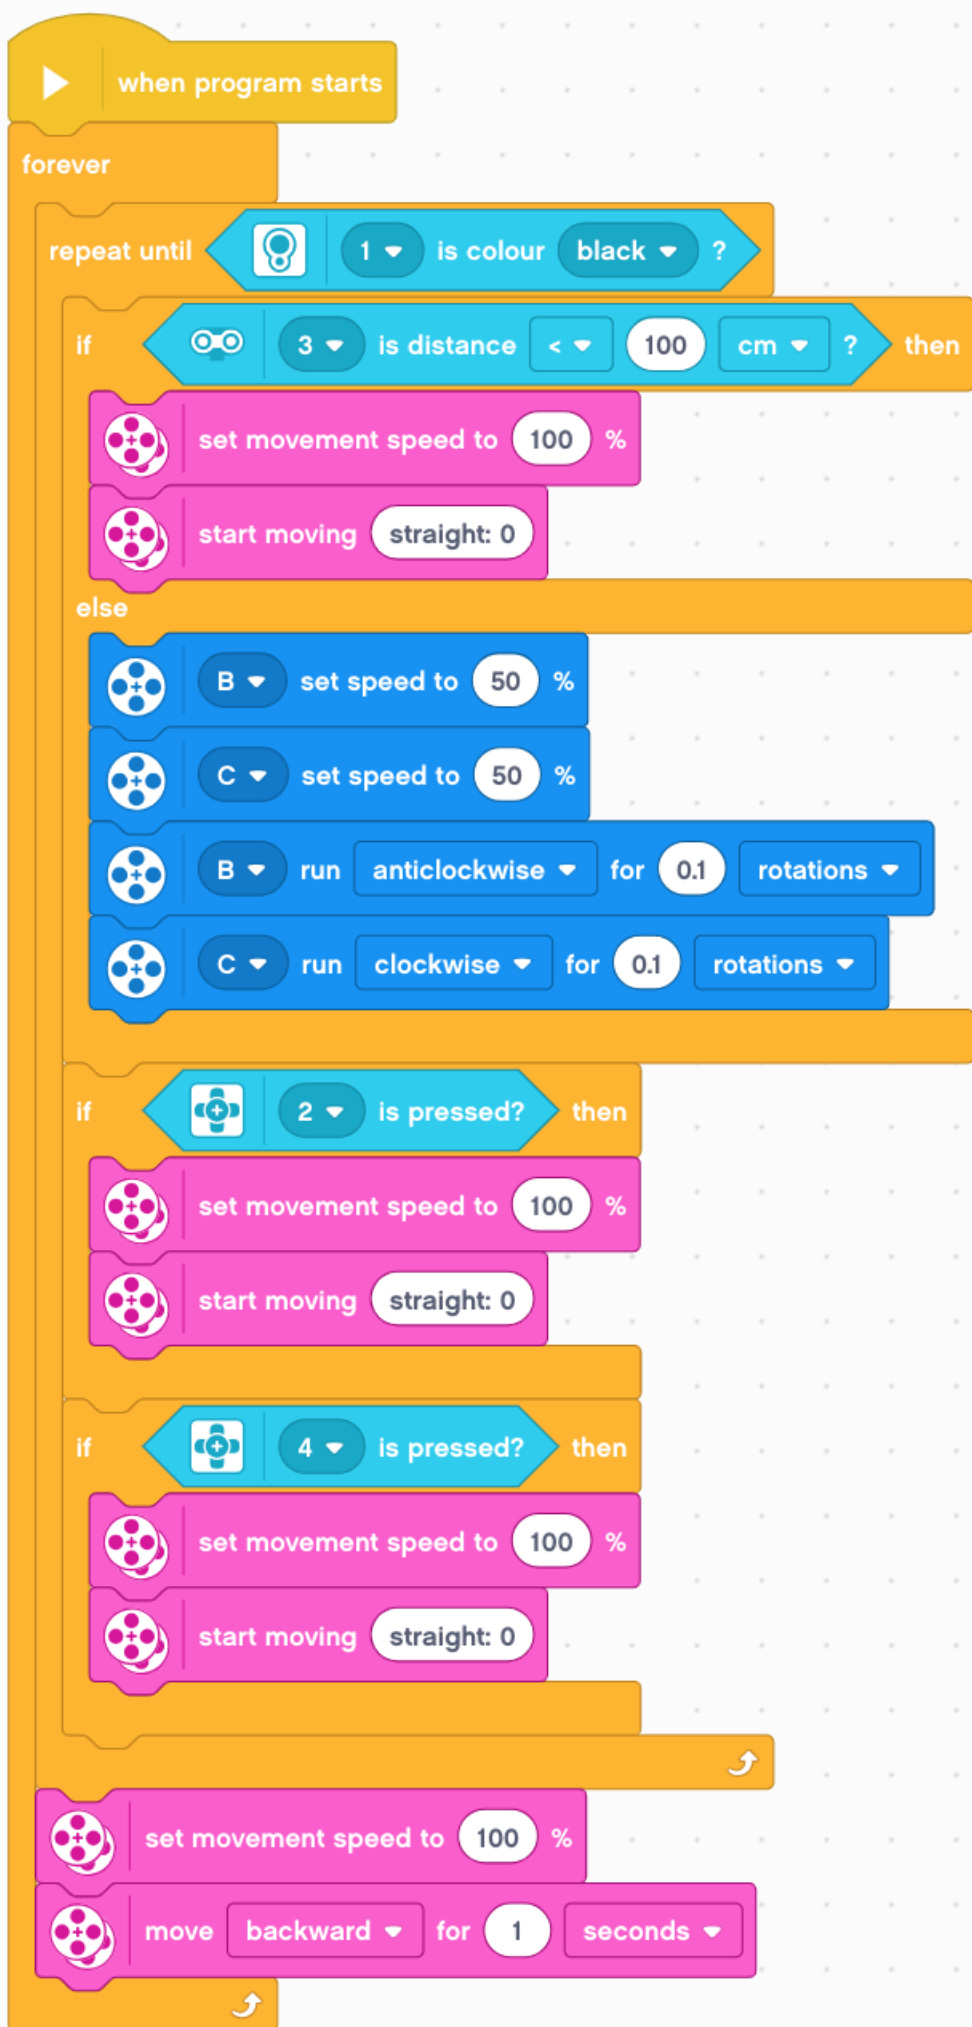 when program starts
forever
repeat until 1 is colour black ?
if 3 is distance < 100 cm ? then
set movement speed to 100 %
start moving straight: 0
else
B set speed to 50 %
C set speed to 50 %
B run anticlockwise for 0.1 rotations
C run clockwise for 0.1 rotations
if 2 is pressed? then
set movement speed to 100 %
start moving straight: 0
if 4 is pressed? then
set movement speed to 100 %
start moving straight: 0
set movement speed to 100 %
move backward for 1 seconds